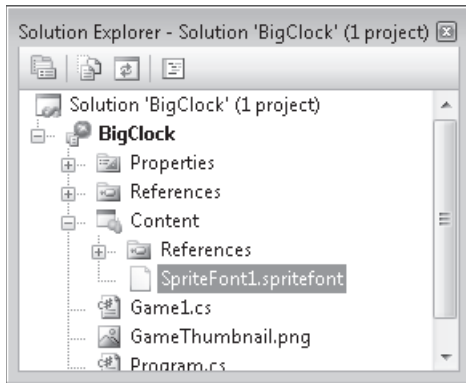 Solution Explorer - Solution 'BigClock' (1 project)
Solution 'BigClock' (1 project)
BigClock
Properties
References
Content
References
SpriteFont1.spritefont
Game1.cs
GameThumbnail.png
Program.cs